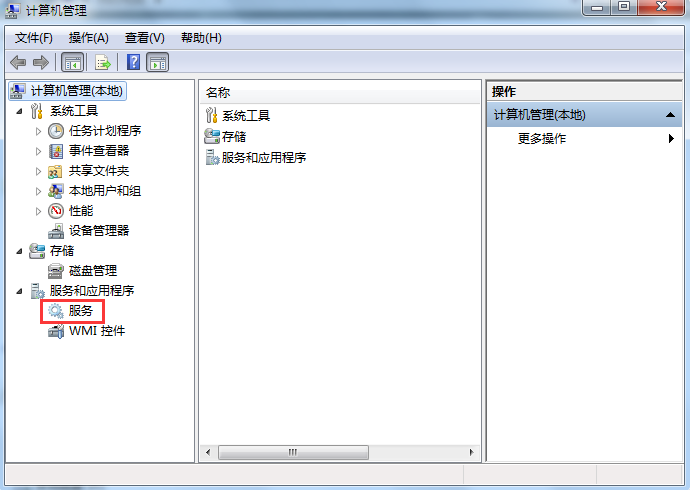 计算机管理
文件(F) 操作(A) 查看(V) 帮助(H)
计算机管理(本地)
系统工具
任务计划程序
事件查看器
共享文件夹
本地用户和组
性能
设备管理器
存储
磁盘管理
服务和应用程序
服务
WMI 控件
名称
系统工具
存储
服务和应用程序
操作
计算机管理(本地)
更多操作